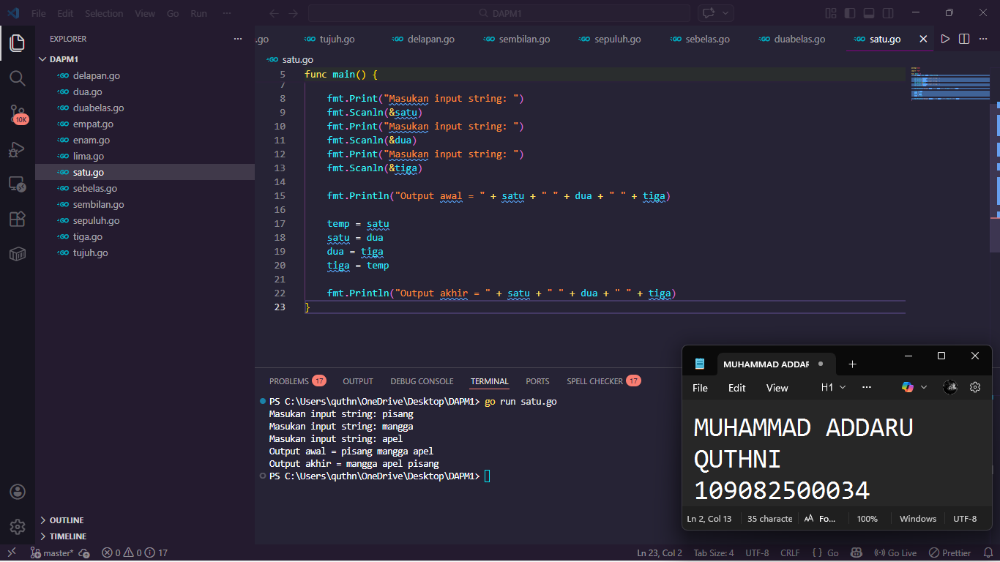 File Edit Selection View Go Run ··· DAPM1
EXPLORER ···
DAPM1
delapan.go
dua.go
duabelas.go
empat.go
enam.go
lima.go
satu.go
sebelas.go
sembilan.go
sepuluh.go
tiga.go
tujuh.go
OUTLINE
TIMELINE
10K
.go tujuh.go delapan.go sembilan.go sepuluh.go sebelas.go duabelas.go satu.go
satu.go
5 func main() {
7
8 fmt.Print("Masukan input string: ")
9 fmt.Scanln(&satu)
10 fmt.Print("Masukan input string: ")
11 fmt.Scanln(&dua)
12 fmt.Print("Masukan input string: ")
13 fmt.Scanln(&tiga)
14
15 fmt.Println("Output awal = " + satu + " " + dua + " " + tiga)
16
17 temp = satu
18 satu = dua
19 dua = tiga
20 tiga = temp
21
22 fmt.Println("Output akhir = " + satu + " " + dua + " " + tiga)
23 }
PROBLEMS 17 OUTPUT DEBUG CONSOLE TERMINAL PORTS SPELL CHECKER 17
PS C:\Users\quthn\OneDrive\Desktop\DAPM1> go run satu.go
Masukan input string: pisang
Masukan input string: mangga
Masukan input string: apel
Output awal = pisang mangga apel
Output akhir = mangga apel pisang
PS C:\Users\quthn\OneDrive\Desktop\DAPM1>
MUHAMMAD ADDAR
File Edit View H1 ···
MUHAMMAD ADDARU
QUTHNI
109082500034
Ln 2, Col 13 35 characte Fo... 100% Windows UTF-8
master* 0 0 17 Ln 23, Col 2 Tab Size: 4 UTF-8 CRLF { } Go Go Live Prettier